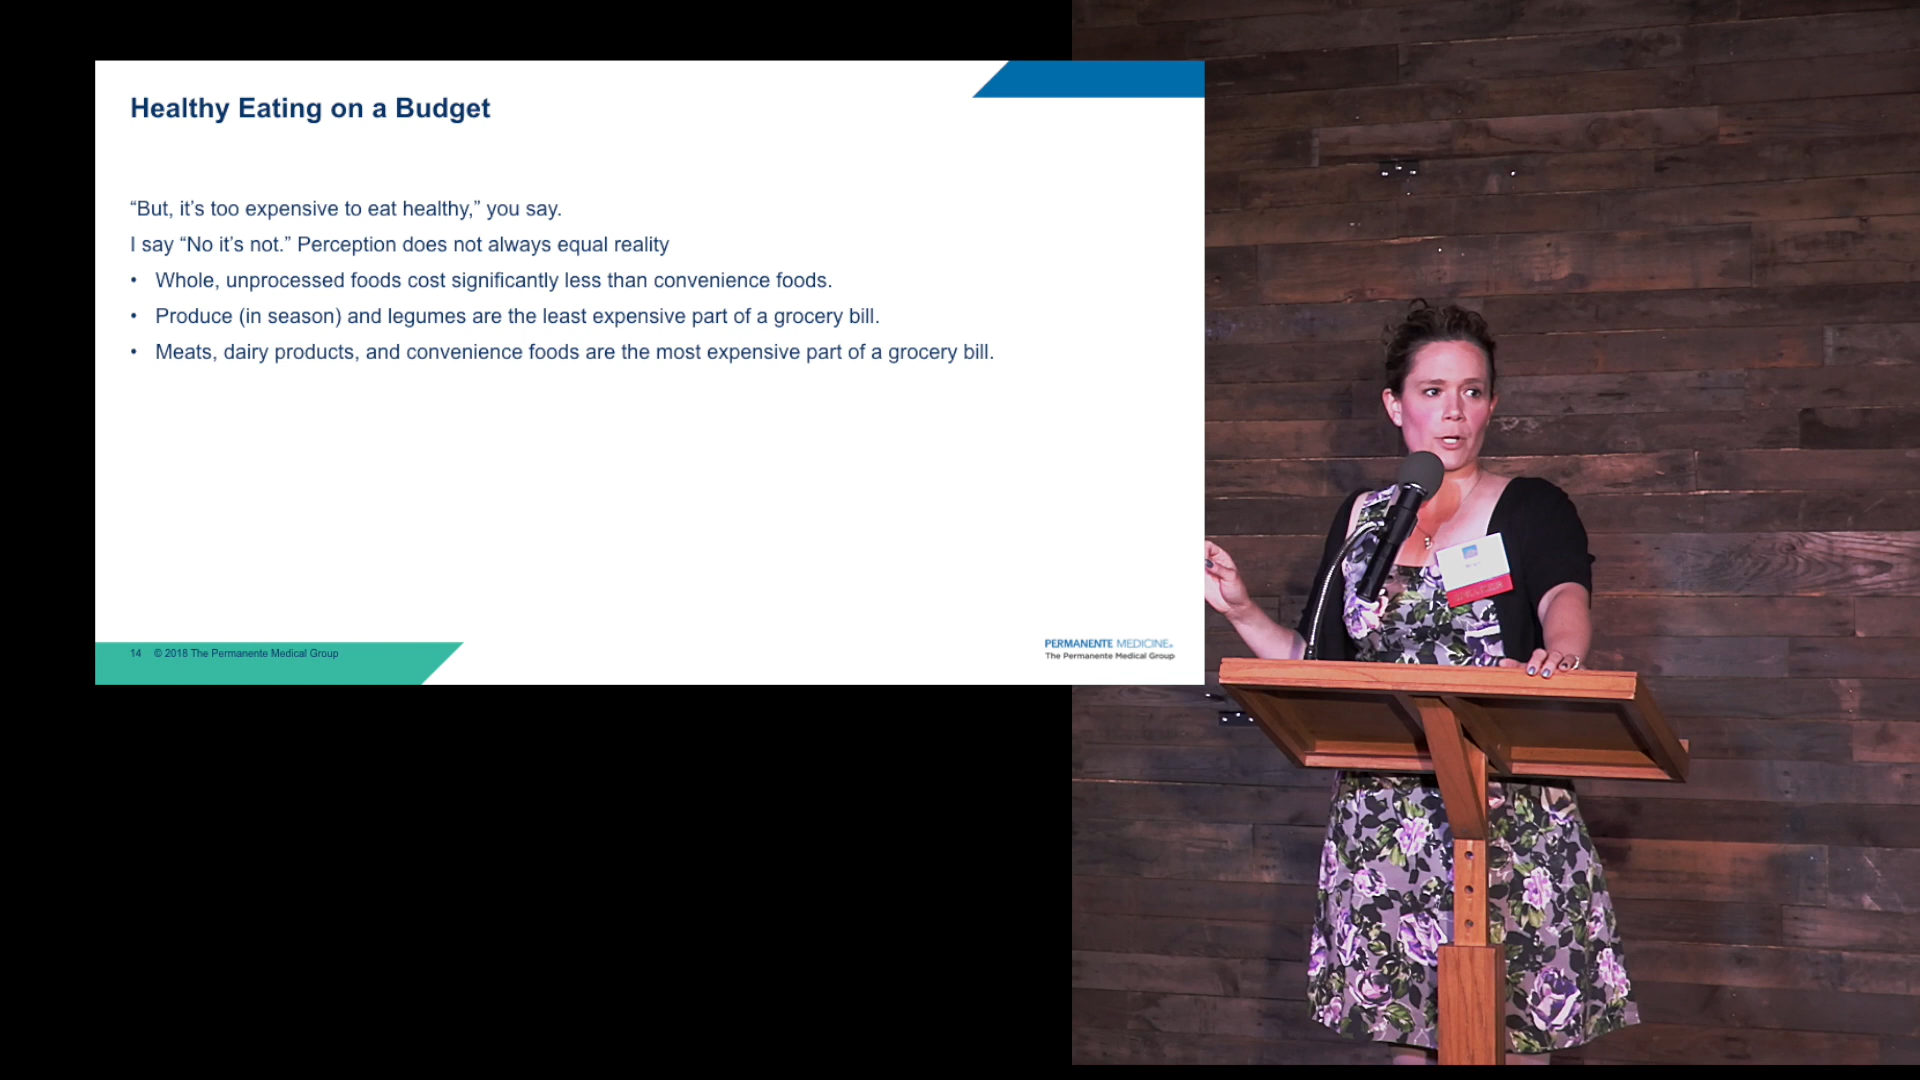 Healthy Eating on a Budget
“But, it’s too expensive to eat healthy,” you say.
I say “No it’s not.” Perception does not always equal reality
• Whole, unprocessed foods cost significantly less than convenience foods.
• Produce (in season) and legumes are the least expensive part of a grocery bill.
• Meats, dairy products, and convenience foods are the most expensive part of a grocery bill.
14 © 2018 The Permanente Medical Group
PERMANENTE MEDICINE®
The Permanente Medical Group